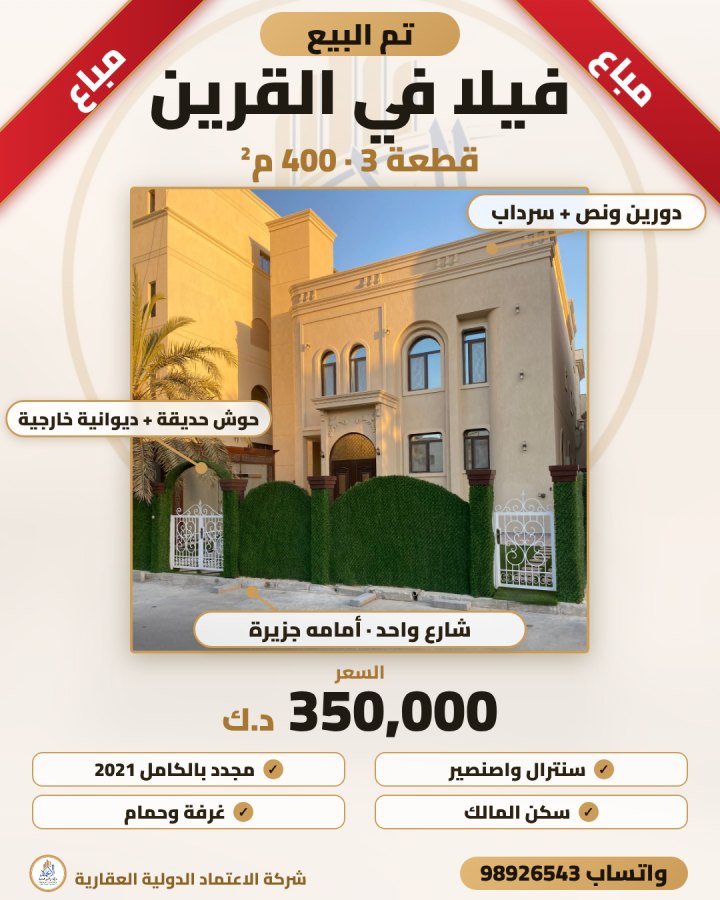 مباع
تم البيع
مباع
فيلا في القرين
قطعة 3 · 400 م²
دورين ونص + سرداب
حوش حديقة + ديوانية خارجية
شارع واحد · أمامه جزيرة
السعر
350,000 د.ك
سنترال واصنصير
مجدد بالكامل 2021
سكن المالك
غرفة وحمام
واتساب 98926543
شركة الاعتماد الدولية العقارية